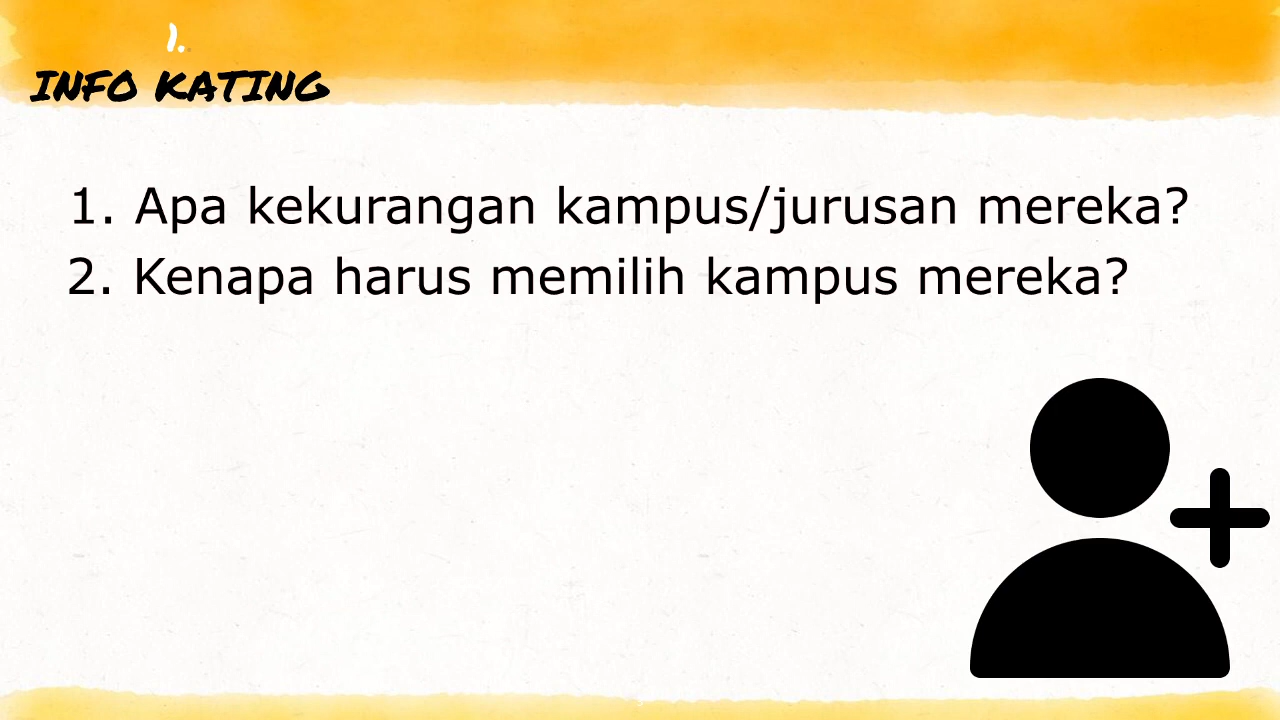 1.
INFO KATING
1. Apa kekurangan kampus/jurusan mereka?
2. Kenapa harus memilih kampus mereka?